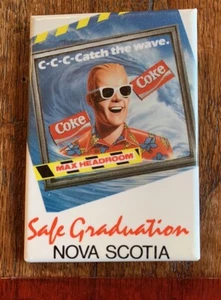 C-C-C-Catch the wave.
Coke
Coke
MAX HEADROOM
Safe Graduation
NOVA SCOTIA